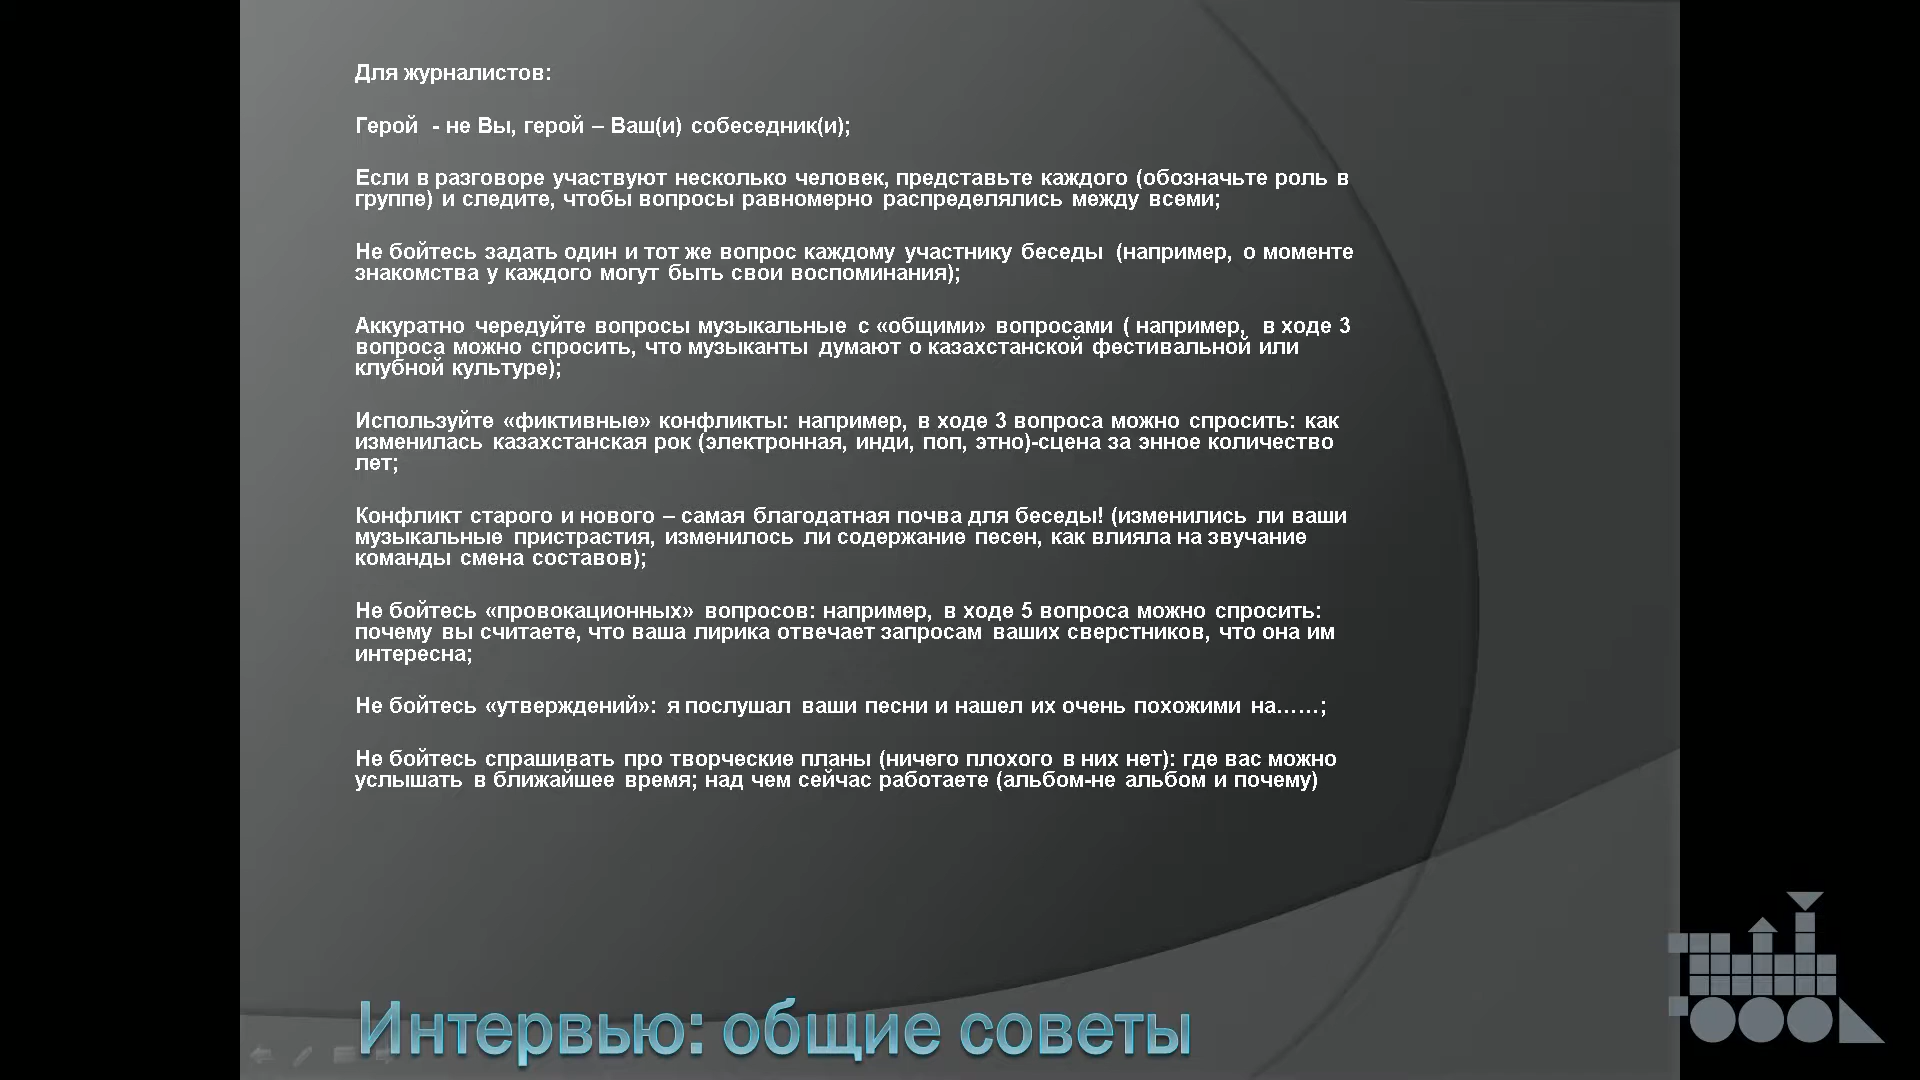 Для журналистов:
Герой - не Вы, герой – Ваш(и) собеседник(и);
Если в разговоре участвуют несколько человек, представьте каждого (обозначьте роль в
группе) и следите, чтобы вопросы равномерно распределялись между всеми;
Не бойтесь задать один и тот же вопрос каждому участнику беседы (например, о моменте
знакомства у каждого могут быть свои воспоминания);
Аккуратно чередуйте вопросы музыкальные с «общими» вопросами ( например, в ходе 3
вопроса можно спросить, что музыканты думают о казахстанской фестивальной или
клубной культуре);
Используйте «фиктивные» конфликты: например, в ходе 3 вопроса можно спросить: как
изменилась казахстанская рок (электронная, инди, поп, этно)-сцена за энное количество
лет;
Конфликт старого и нового – самая благодатная почва для беседы! (изменились ли ваши
музыкальные пристрастия, изменилось ли содержание песен, как влияла на звучание
команды смена составов);
Не бойтесь «провокационных» вопросов: например, в ходе 5 вопроса можно спросить:
почему вы считаете, что ваша лирика отвечает запросам ваших сверстников, что она им
интересна;
Не бойтесь «утверждений»: я послушал ваши песни и нашел их очень похожими на……;
Не бойтесь спрашивать про творческие планы (ничего плохого в них нет): где вас можно
услышать в ближайшее время; над чем сейчас работаете (альбом-не альбом и почему)
Интервью: общие советы